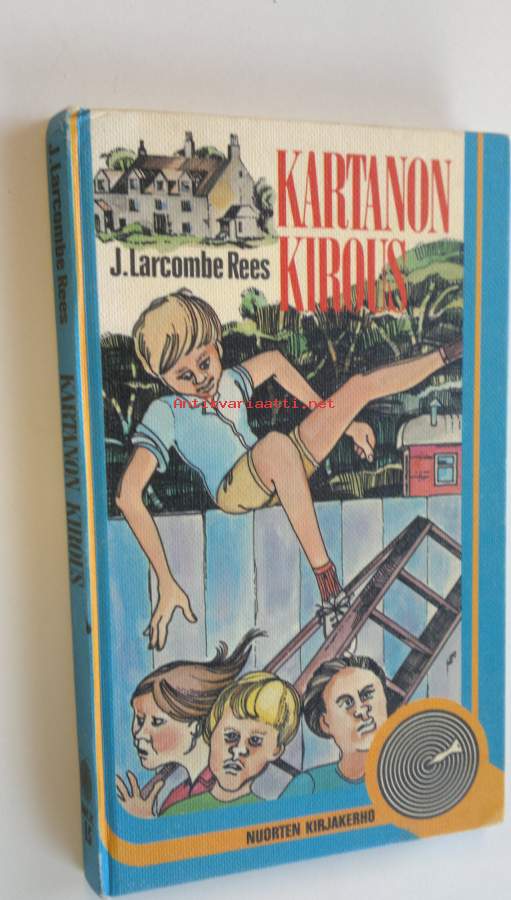 KARTANON
KIROUS
J. Larcombe Rees
Antikvariaatti.net
NUORTEN KIRJAKERHO
J. Larcombe Rees
KARTANON KIROUS